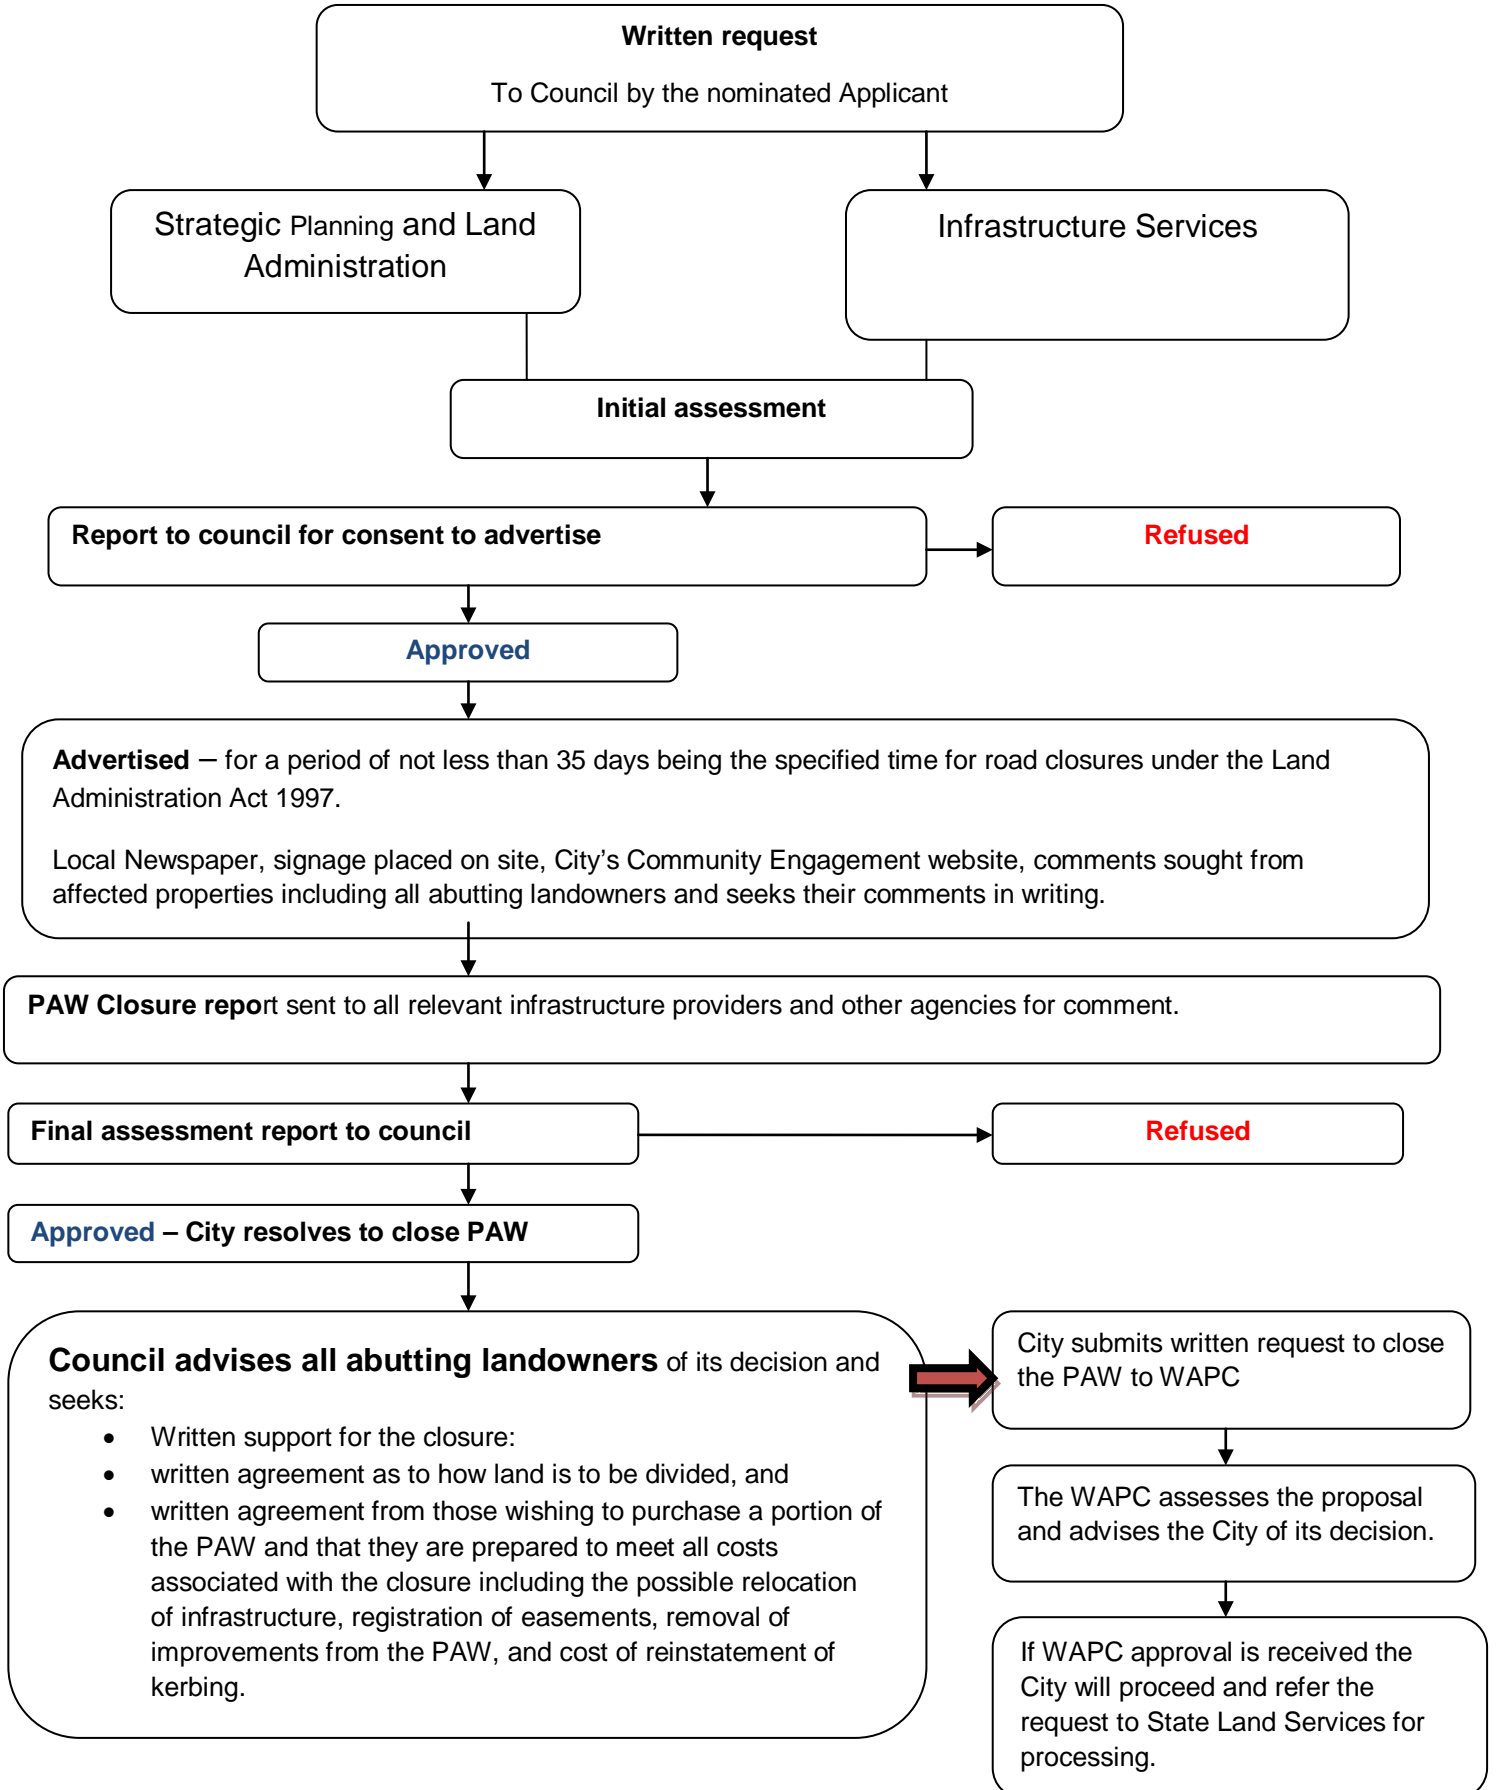 Written request
To Council by the nominated Applicant
Strategic Planning and Land
Administration
Infrastructure Services
Initial assessment
Report to council for consent to advertise
Refused
Approved
Advertised – for a period of not less than 35 days being the specified time for road closures under the Land
Administration Act 1997.
Local Newspaper, signage placed on site, City’s Community Engagement website, comments sought from
affected properties including all abutting landowners and seeks their comments in writing.
PAW Closure report sent to all relevant infrastructure providers and other agencies for comment.
Final assessment report to council
Refused
Approved – City resolves to close PAW
Council advises all abutting landowners of its decision and
seeks:
• Written support for the closure:
• written agreement as to how land is to be divided, and
• written agreement from those wishing to purchase a portion of
the PAW and that they are prepared to meet all costs
associated with the closure including the possible relocation
of infrastructure, registration of easements, removal of
improvements from the PAW, and cost of reinstatement of
kerbing.
City submits written request to close
the PAW to WAPC
The WAPC assesses the proposal
and advises the City of its decision.
If WAPC approval is received the
City will proceed and refer the
request to State Land Services for
processing.